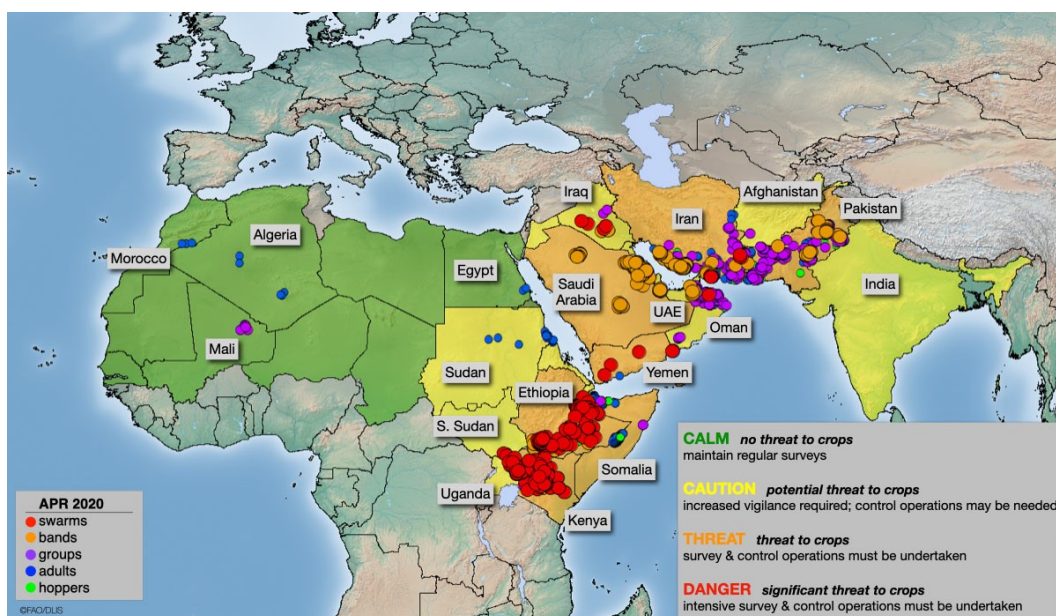 Iraq
Afghanistan
Iran
Pakistan
Morocco
Algeria
Egypt
Saudi
Arabia
India
UAE
Oman
Mali
Sudan
Yemen
Ethiopia
S. Sudan
Somalia
Uganda
Kenya
APR 2020
swarms
bands
groups
adults
hoppers
©FAO/DLIS
CALM no threat to crops
maintain regular surveys
CAUTION potential threat to crops
increased vigilance required; control operations may be needed
THREAT threat to crops
survey & control operations must be undertaken
DANGER significant threat to crops
intensive survey & control operations must be undertaken